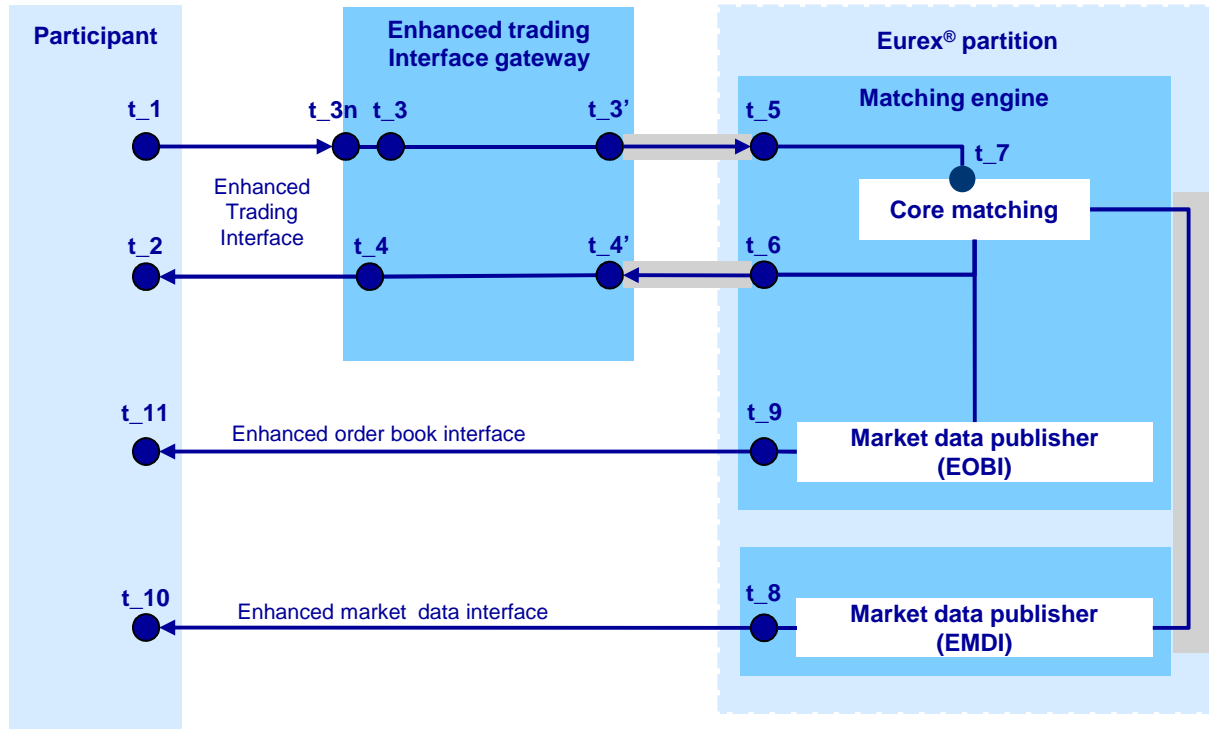 Participant
Enhanced trading
Interface gateway
Eurex® partition
Matching engine
t_1
t_3n
t_3
t_3’
t_5
t_7
Enhanced
Trading
Interface
Core matching
t_2
t_4
t_4’
t_6
t_11
Enhanced order book interface
t_9
Market data publisher
(EOBI)
t_10
Enhanced market data interface
t_8
Market data publisher
(EMDI)